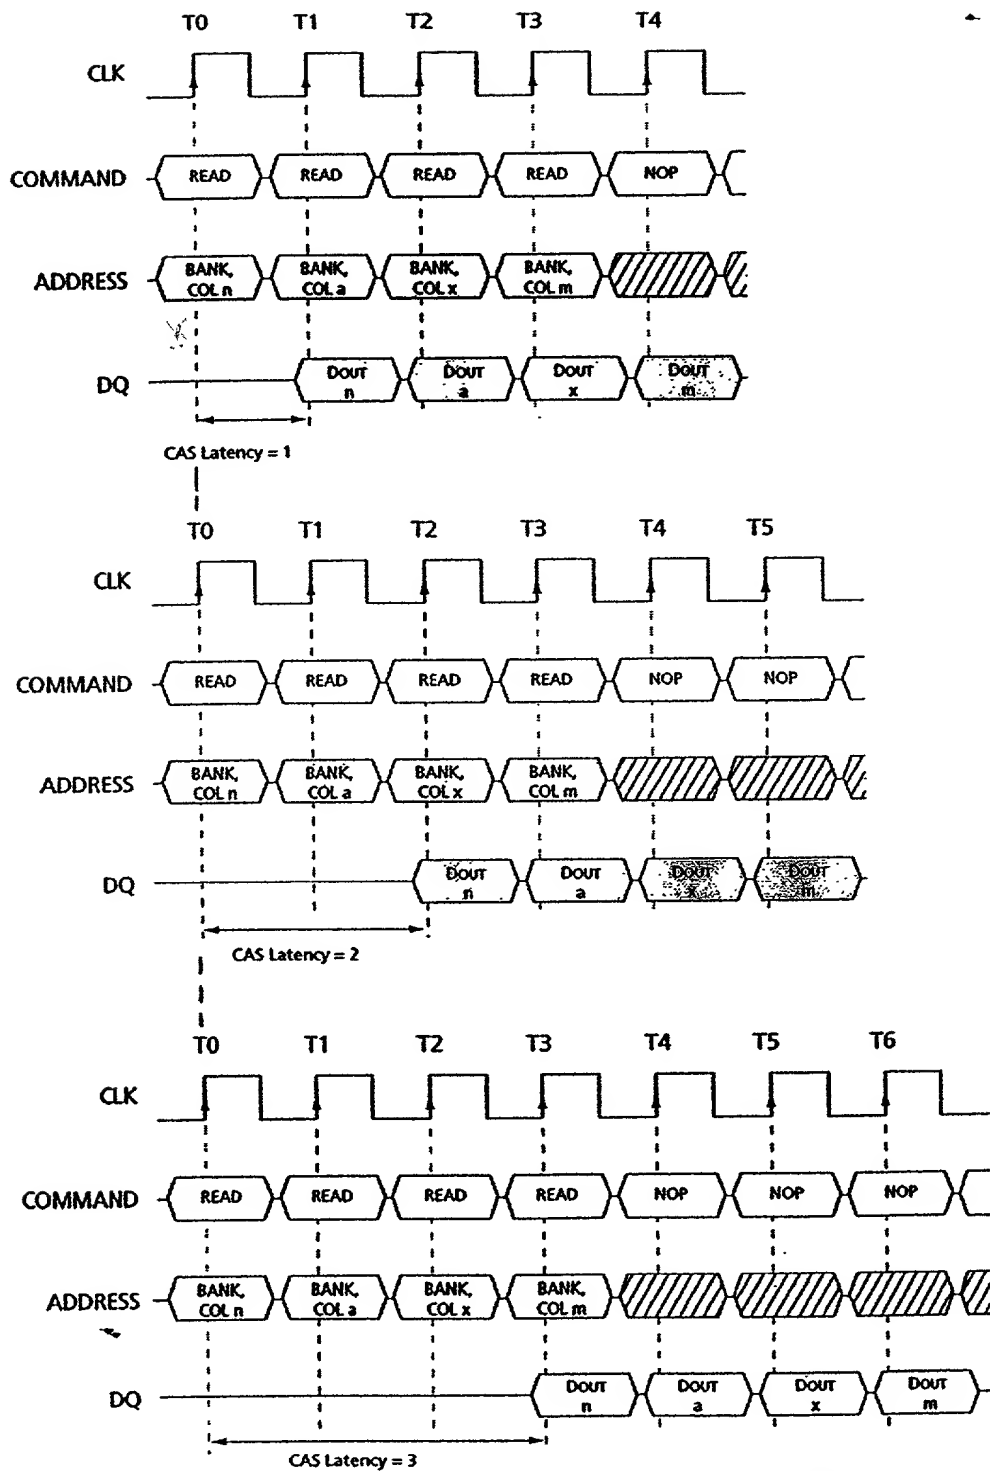 T0 T1 T2 T3 T4
CLK
COMMAND READ READ READ READ NOP
ADDRESS BANK, COL n BANK, COL a BANK, COL x BANK, COL m
DQ DOUT n DOUT a DOUT x DOUT m
CAS Latency = 1
T0 T1 T2 T3 T4 T5
CLK
COMMAND READ READ READ READ NOP NOP
ADDRESS BANK, COL n BANK, COL a BANK, COL x BANK, COL m
DQ DOUT n DOUT a DOUT x DOUT m
CAS Latency = 2
T0 T1 T2 T3 T4 T5 T6
CLK
COMMAND READ READ READ READ NOP NOP NOP
ADDRESS BANK, COL n BANK, COL a BANK, COL x BANK, COL m
DQ DOUT n DOUT a DOUT x DOUT m
CAS Latency = 3